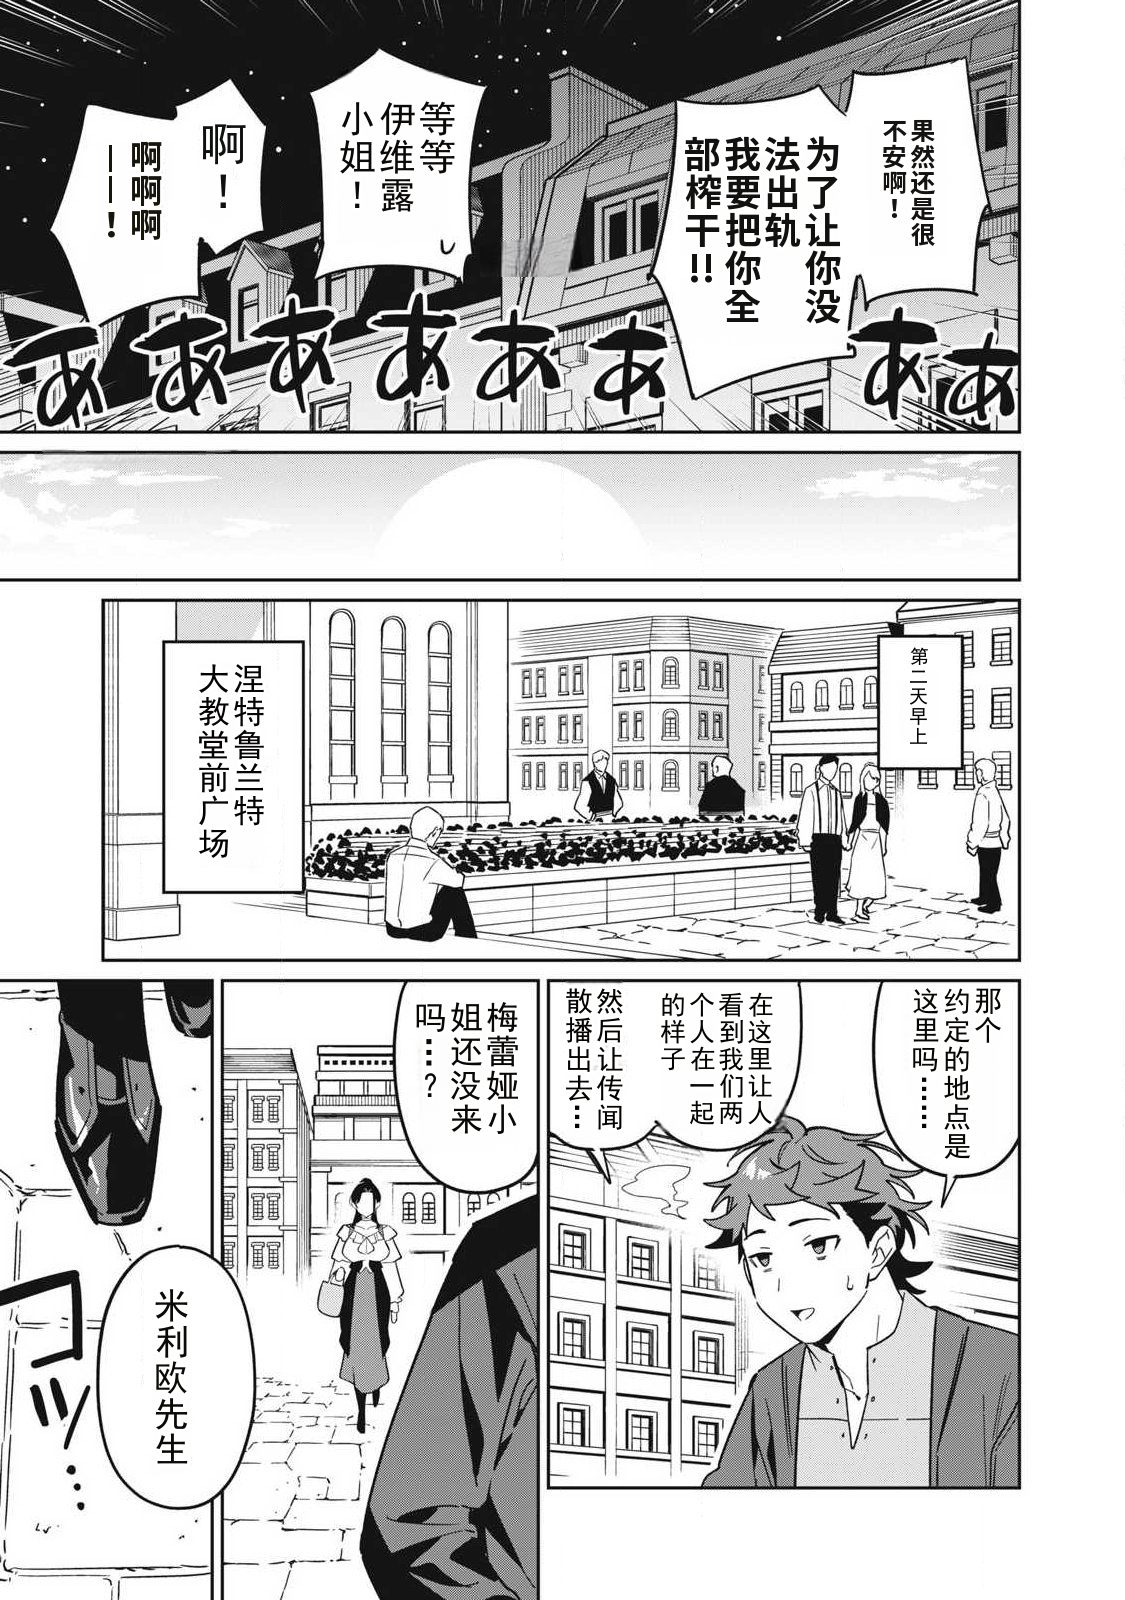 果然还是很
不安啊！
为了让你没
法出轨
我要把你全
部榨干!!
等等
伊维露
小姐！
啊！
啊啊啊
——！
ああああああああ
第二天早上
涅特鲁兰特
大教堂前广场
那个
约定的地点是
这里吗……
在这里让人
看到我们两
个人在一起
的样子
然后让传闻
散播出去…
梅蕾娅小
姐还没来
吗…？
コツ
米利欧先生